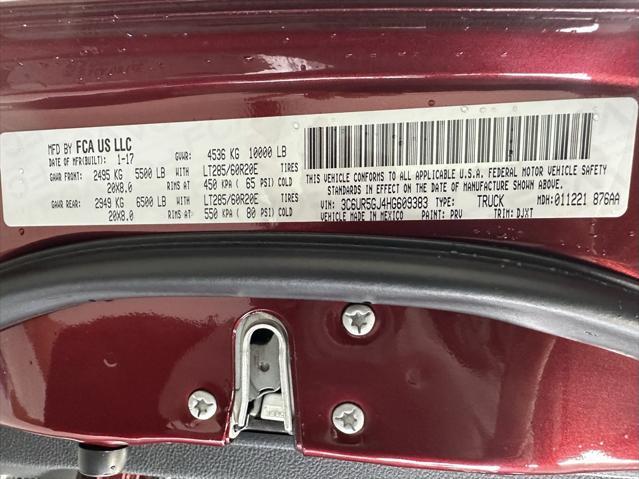 MFD BY FCA US LLC
DATE OF MFR(BUILT): 1-17 GVWR: 4536 KG 10000 LB
GAWR FRONT: 2495 KG 5500 LB WITH LT285/60R20E TIRES
20X8.0 RIMS AT 450 KPA ( 65 PSI) COLD
GAWR REAR: 2949 KG 6500 LB WITH LT285/60R20E TIRES
20X8.0 RIMS AT 550 KPA ( 80 PSI) COLD
THIS VEHICLE CONFORMS TO ALL APPLICABLE U.S.A. FEDERAL MOTOR VEHICLE SAFETY
STANDARDS IN EFFECT ON THE DATE OF MANUFACTURE SHOWN ABOVE.
VIN: 3C6UR5GJ4HG609383 TYPE: TRUCK MDH:011221 876AA
VEHICLE MADE IN MEXICO PAINT: PRV TRIM: DJXT